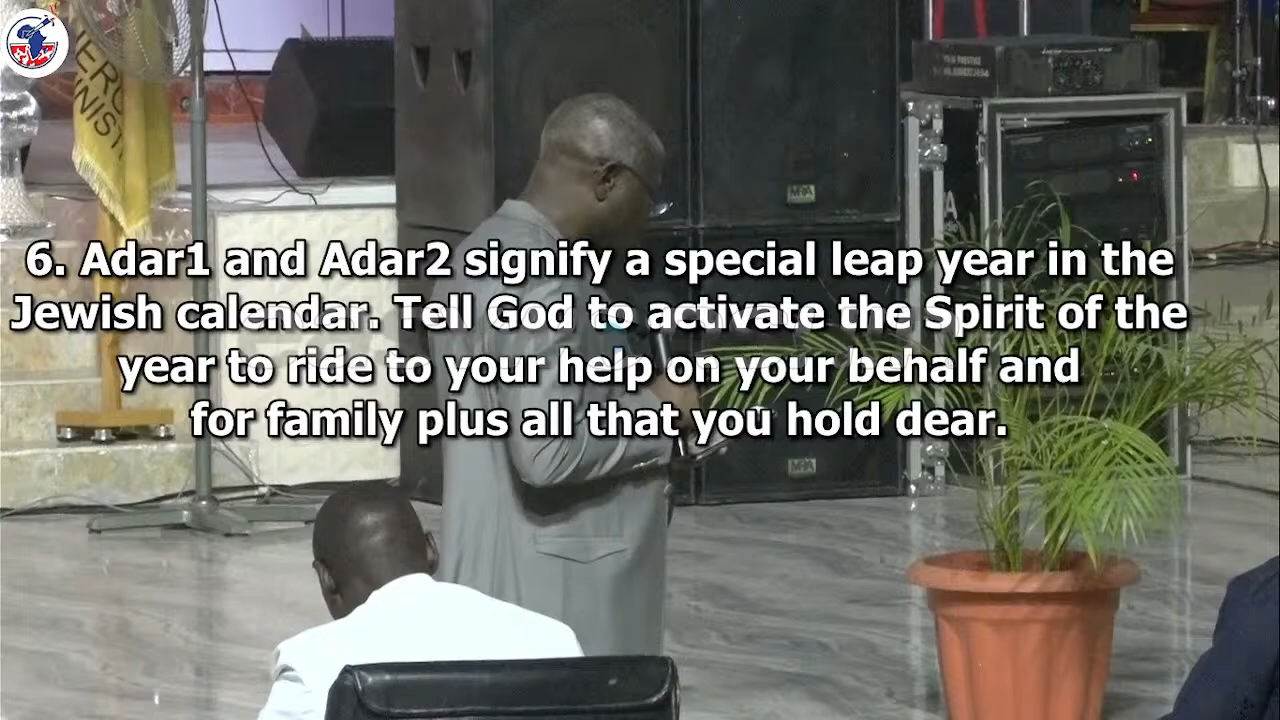 6. Adar1 and Adar2 signify a special leap year in the
Jewish calendar. Tell God to activate the Spirit of the
year to ride to your help on your behalf and
for family plus all that you hold dear.
MRA
MRA